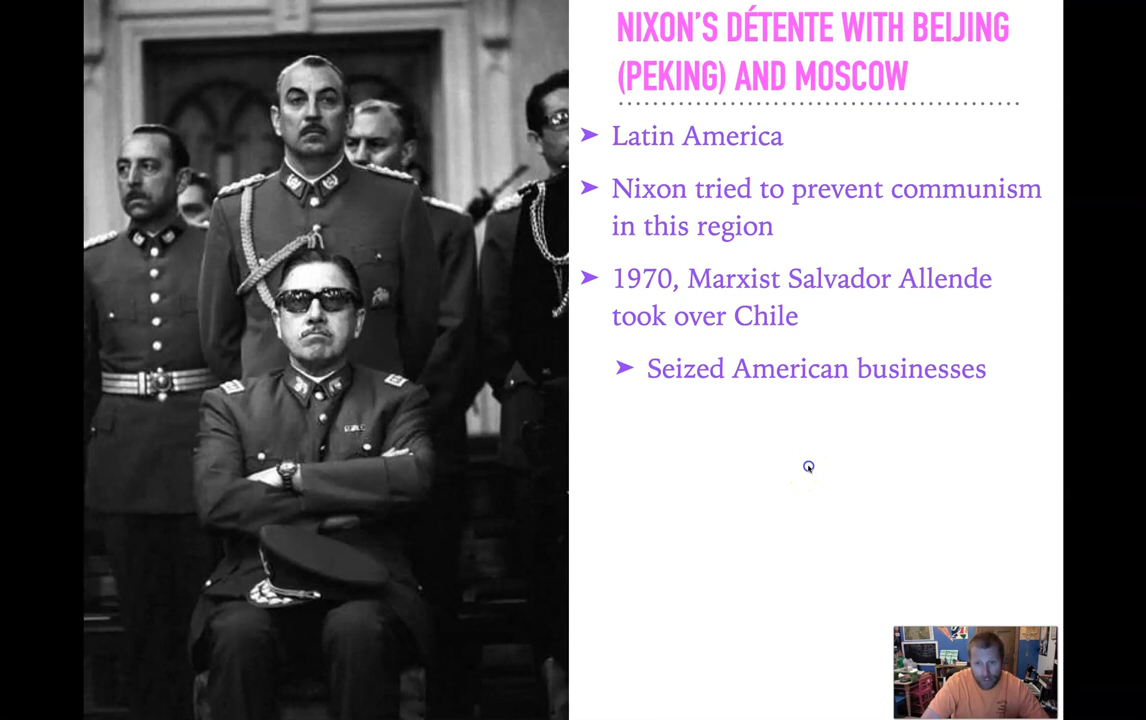 NIXON'S DÉTENTE WITH BEIJING
(PEKING) AND MOSCOW
➤ Latin America
➤ Nixon tried to prevent communism
in this region
➤ 1970, Marxist Salvador Allende
took over Chile
➤ Seized American businesses